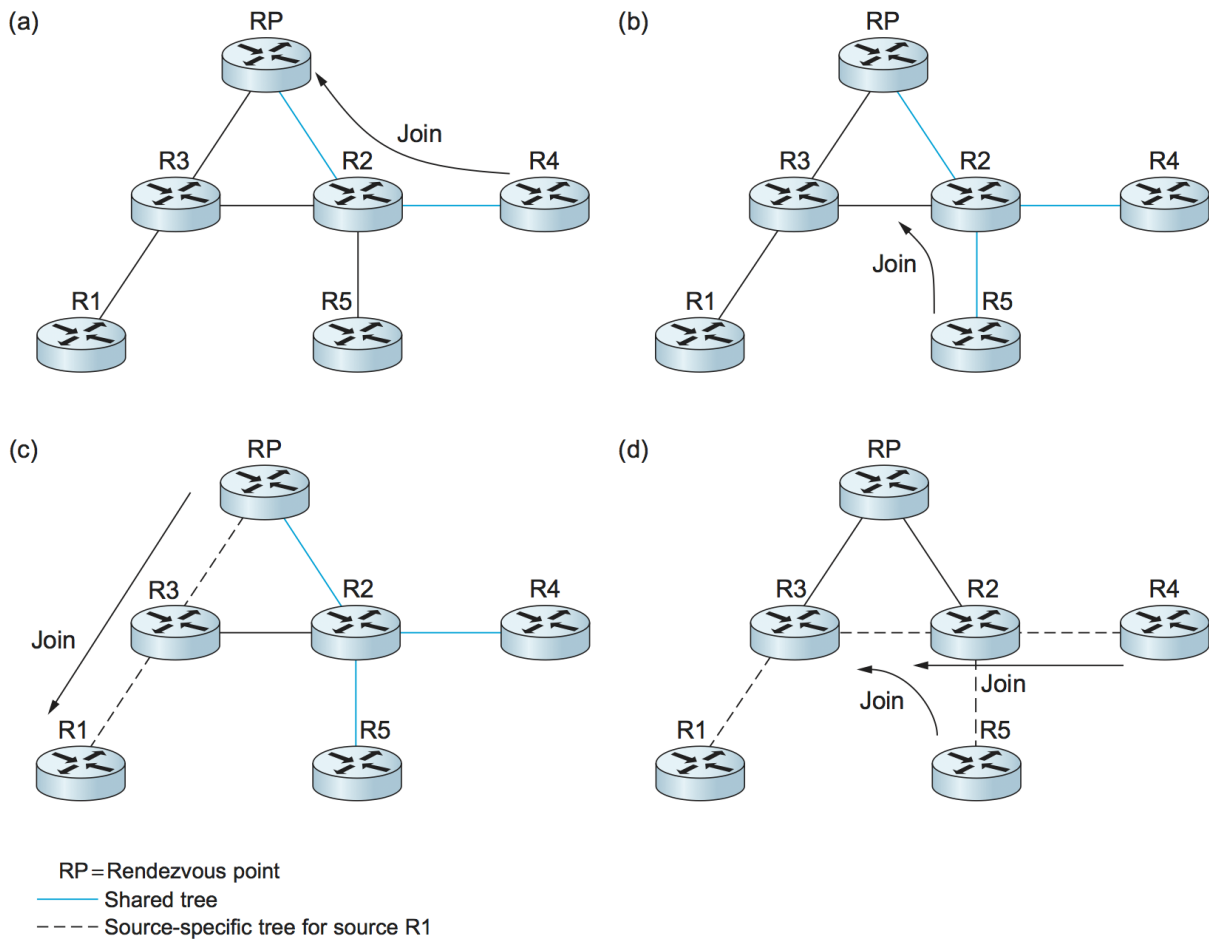 (a)
RP
Join
R3
R2
R4
R1
R5
(b)
RP
R3
R2
R4
Join
R1
R5
(c)
RP
R3
R2
R4
Join
R1
R5
(d)
RP
R3
R2
R4
Join
Join
R1
R5
RP=Rendezvous point
Shared tree
Source-specific tree for source R1